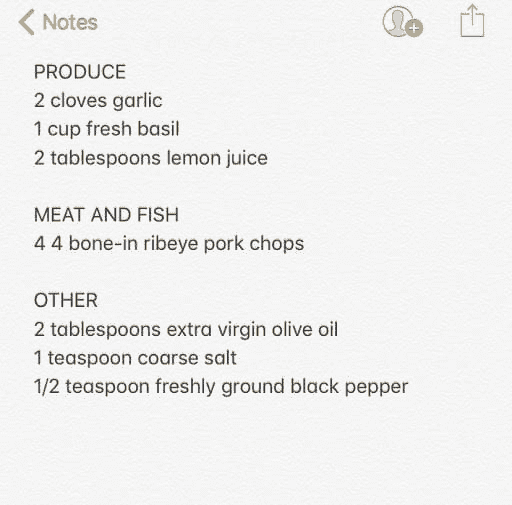 Notes
PRODUCE
2 cloves garlic
1 cup fresh basil
2 tablespoons lemon juice
MEAT AND FISH
4 4 bone-in ribeye pork chops
OTHER
2 tablespoons extra virgin olive oil
1 teaspoon coarse salt
1/2 teaspoon freshly ground black pepper